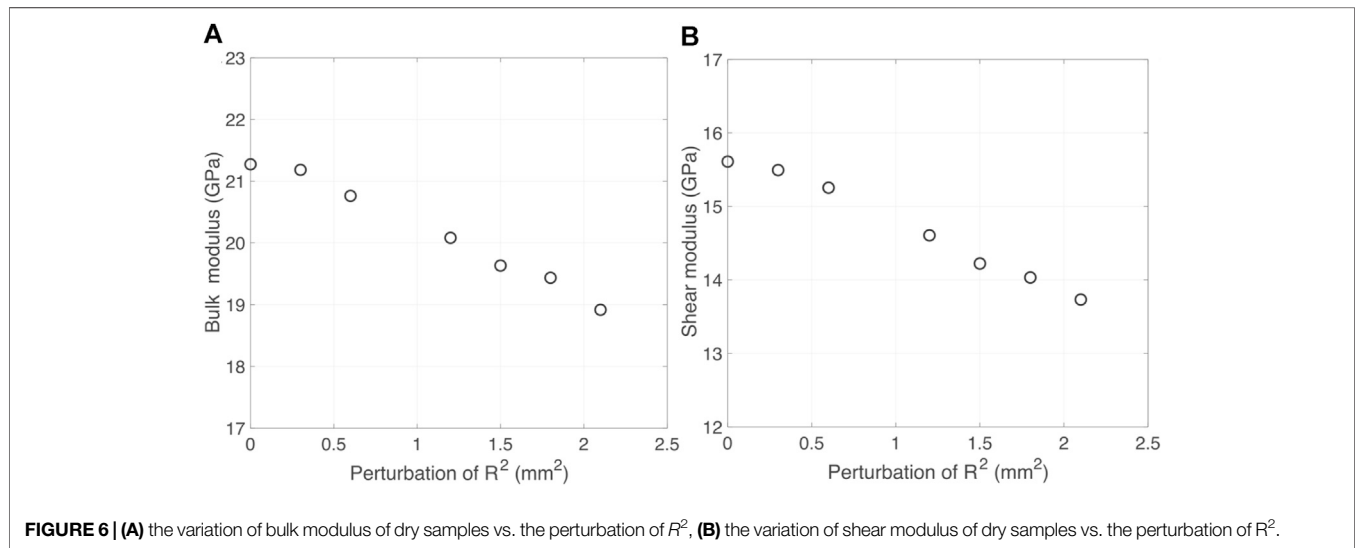 A
23
22
21
20
19
18
17
Bulk modulus (GPa)
0 0.5 1 1.5 2 2.5
Perturbation of R² (mm²)
B
17
16
15
14
13
12
Shear modulus (GPa)
0 0.5 1 1.5 2 2.5
Perturbation of R² (mm²)
FIGURE 6 | (A) the variation of bulk modulus of dry samples vs. the perturbation of R², (B) the variation of shear modulus of dry samples vs. the perturbation of R².